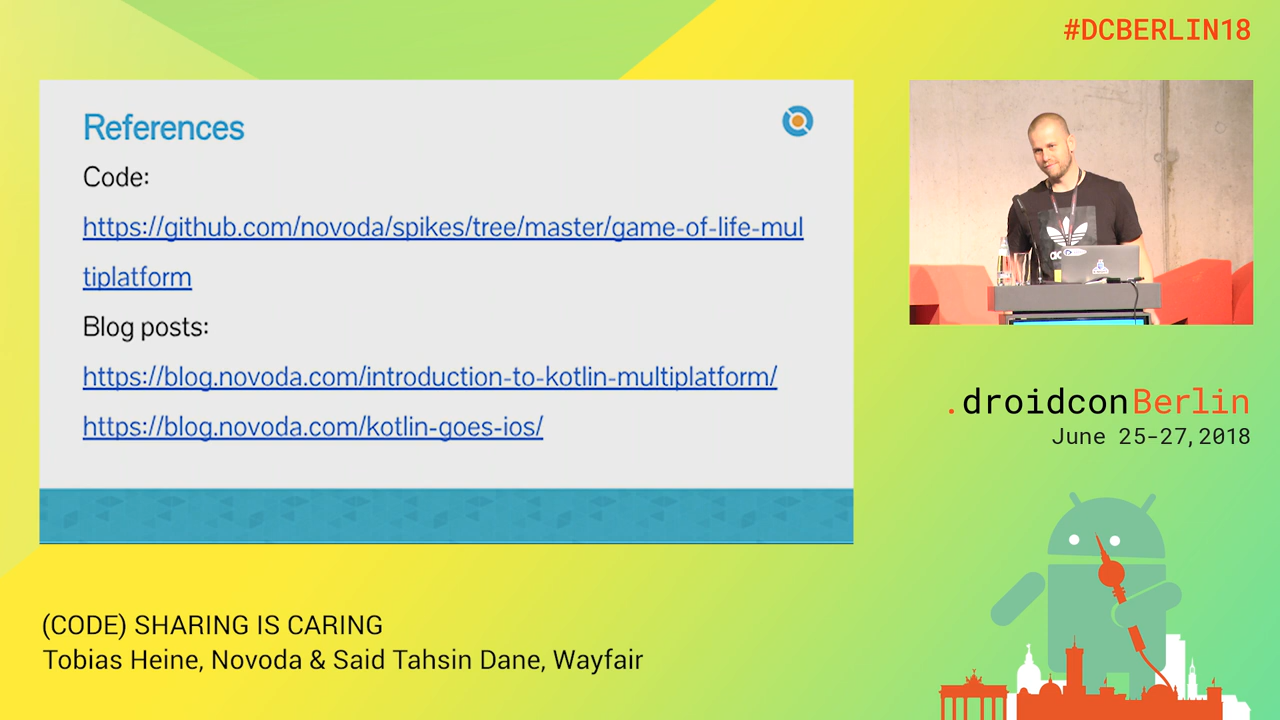 #DCBERLIN18
References
Code:
https://github.com/novoda/spikes/tree/master/game-of-life-mul
tiplatform
Blog posts:
https://blog.novoda.com/introduction-to-kotlin-multiplatform/
https://blog.novoda.com/kotlin-goes-ios/
.droidconBerlin
June 25-27, 2018
(CODE) SHARING IS CARING
Tobias Heine, Novoda & Said Tahsin Dane, Wayfair